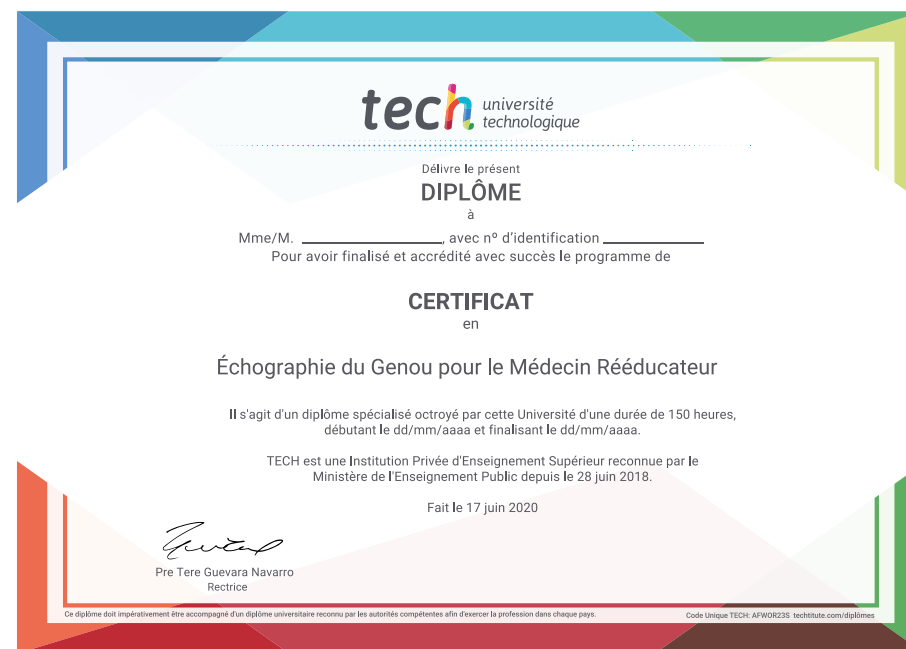 tech université
technologique
Délivre le présent
DIPLÔME
à
Mme/M. ____________________, avec nº d'identification ______________
Pour avoir finalisé et accrédité avec succès le programme de
CERTIFICAT
en
Échographie du Genou pour le Médecin Rééducateur
Il s'agit d'un diplôme spécialisé octroyé par cette Université d'une durée de 150 heures,
débutant le dd/mm/aaaa et finalisant le dd/mm/aaaa.
TECH est une Institution Privée d'Enseignement Supérieur reconnue par le
Ministère de l'Enseignement Public depuis le 28 juin 2018.
Fait le 17 juin 2020
Pre Tere Guevara Navarro
Rectrice
Ce diplôme doit impérativement être accompagné d'un diplôme universitaire reconnu par les autorités compétentes afin d'exercer la profession dans chaque pays.
Code Unique TECH: AFWOR23S techtitute.com/diplômes